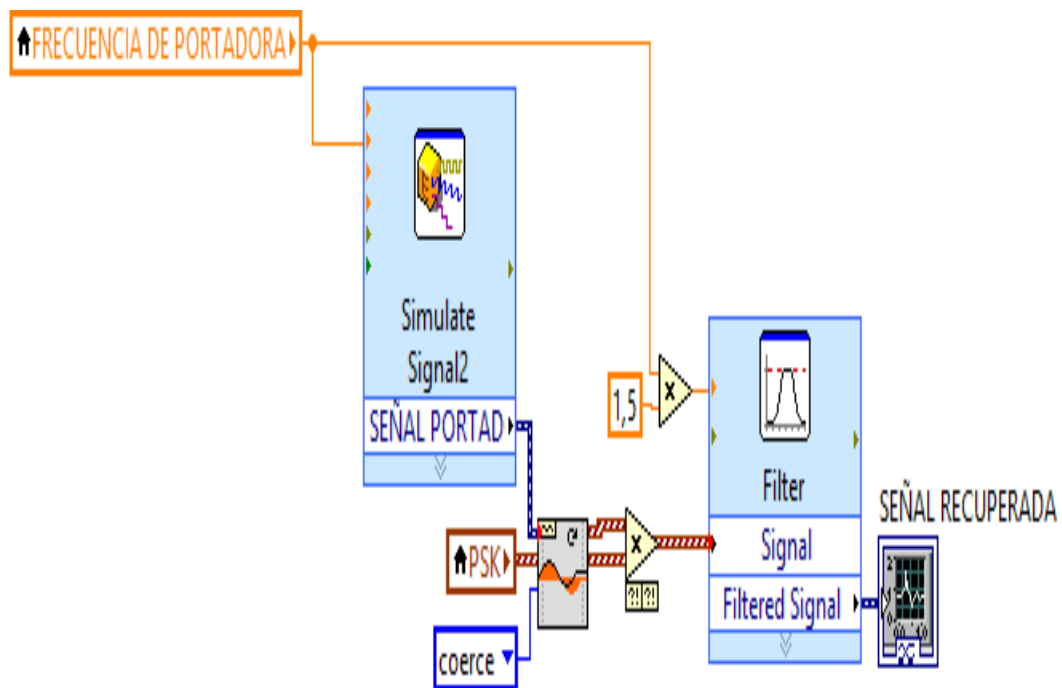 FRECUENCIA DE PORTADORA
Simulate
Signal2
SEÑAL PORTAD
1,5
x
Filter
Signal
Filtered Signal
SEÑAL RECUPERADA
PSK
x
?! ?!
coerce